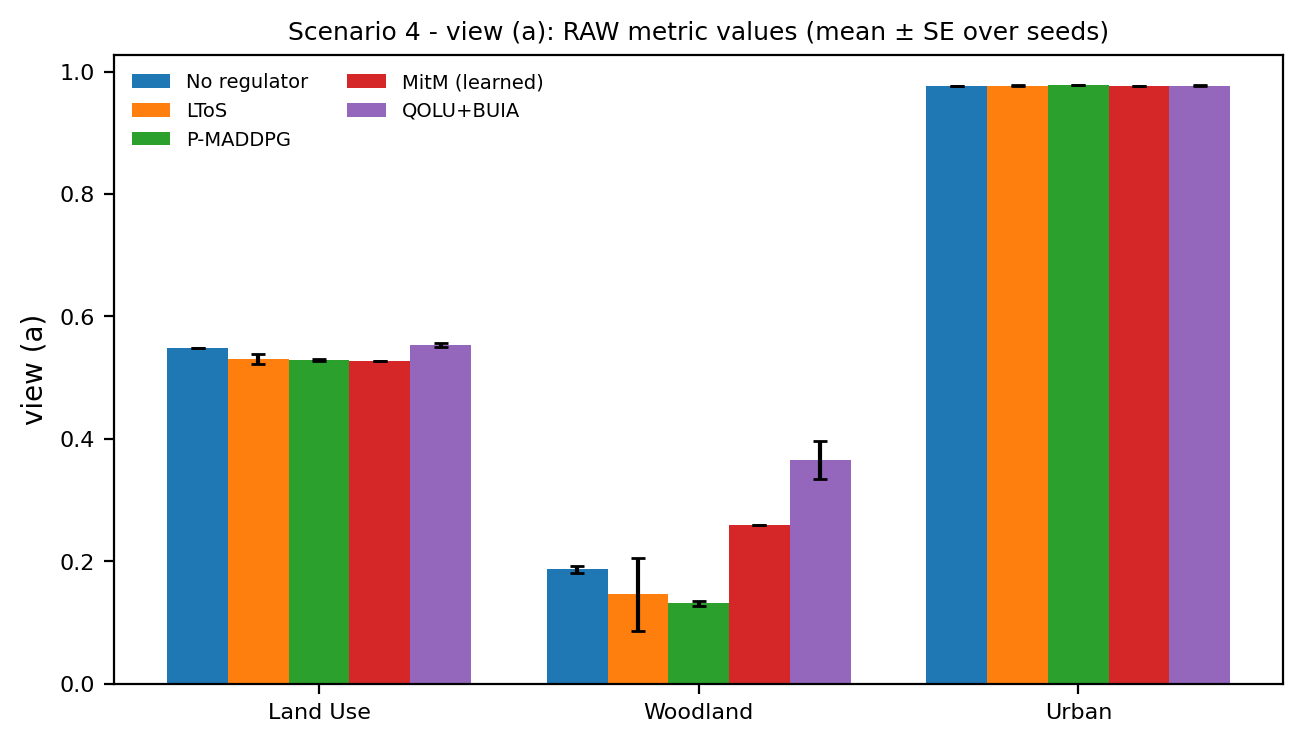 Scenario 4 - view (a): RAW metric values (mean ± SE over seeds)
No regulator
LToS
P-MADDPG
MitM (learned)
QOLU+BUIA
view (a)
1.0
0.8
0.6
0.4
0.2
0.0
Land Use
Woodland
Urban